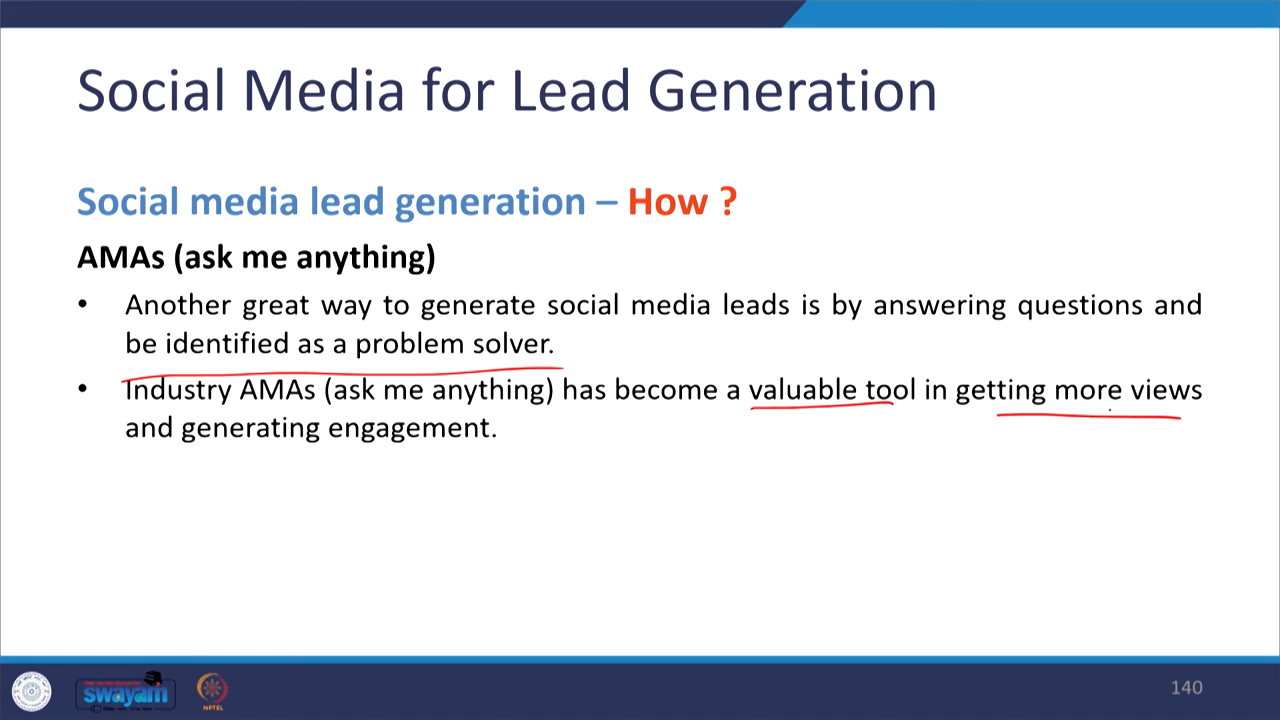 Social Media for Lead Generation
Social media lead generation – How ?
AMAs (ask me anything)
• Another great way to generate social media leads is by answering questions and
be identified as a problem solver.
• Industry AMAs (ask me anything) has become a valuable tool in getting more views
and generating engagement.
swayam
NPTEL
140